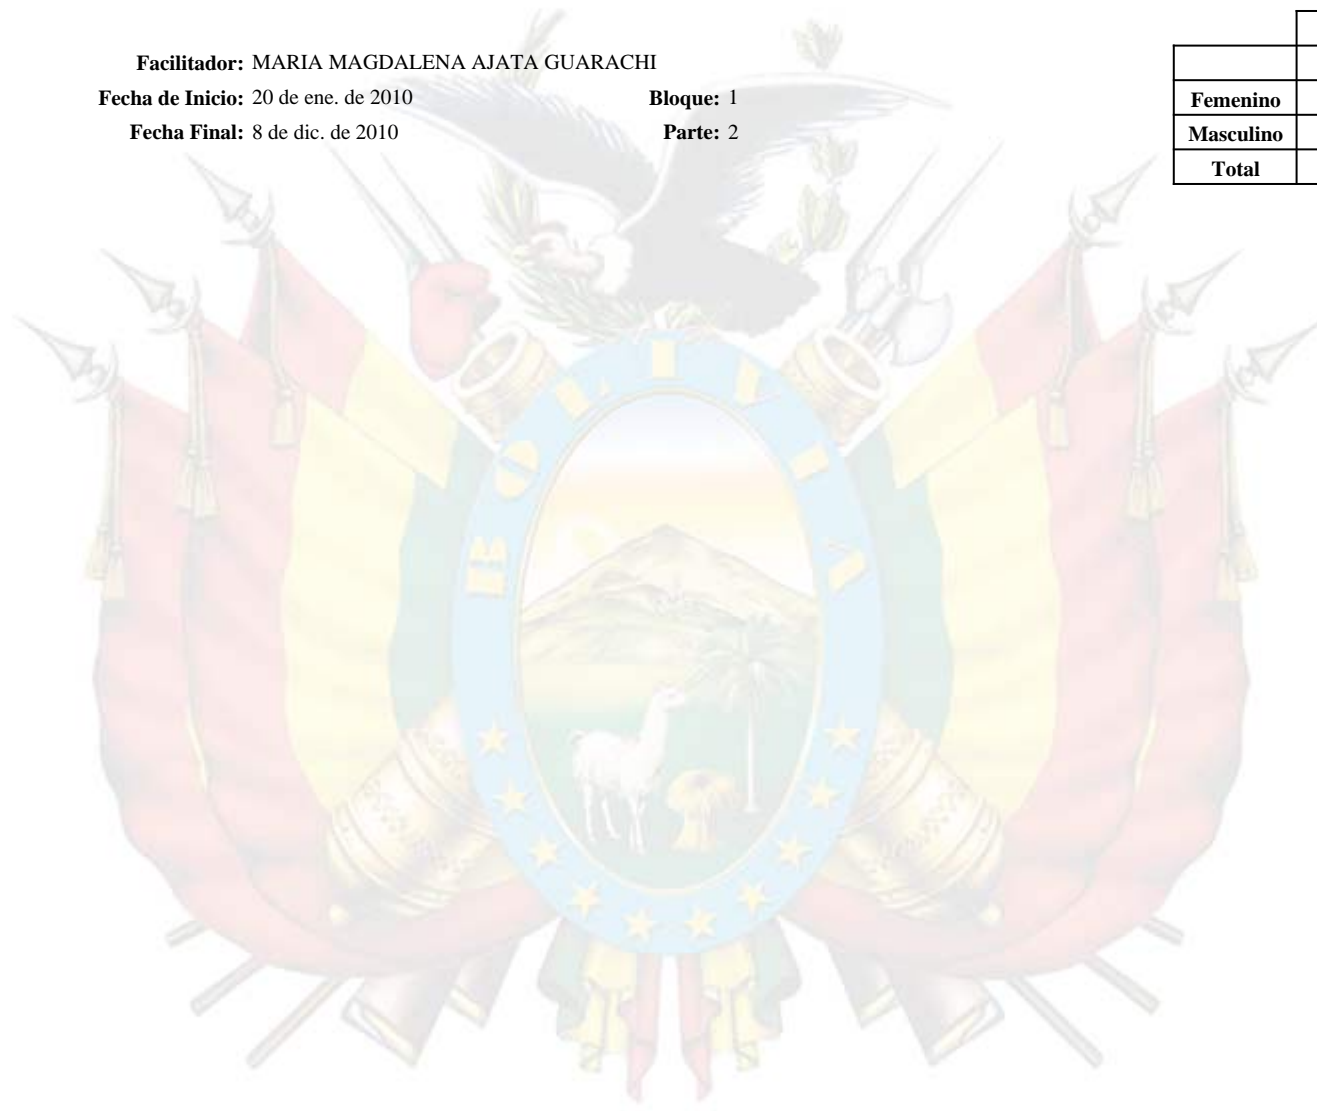 Facilitador: MARIA MAGDALENA AJATA GUARACHI
Fecha de Inicio: 20 de ene. de 2010 Bloque: 1
Fecha Final: 8 de dic. de 2010 Parte: 2
Femenino
Masculino
Total
BOLIVIA